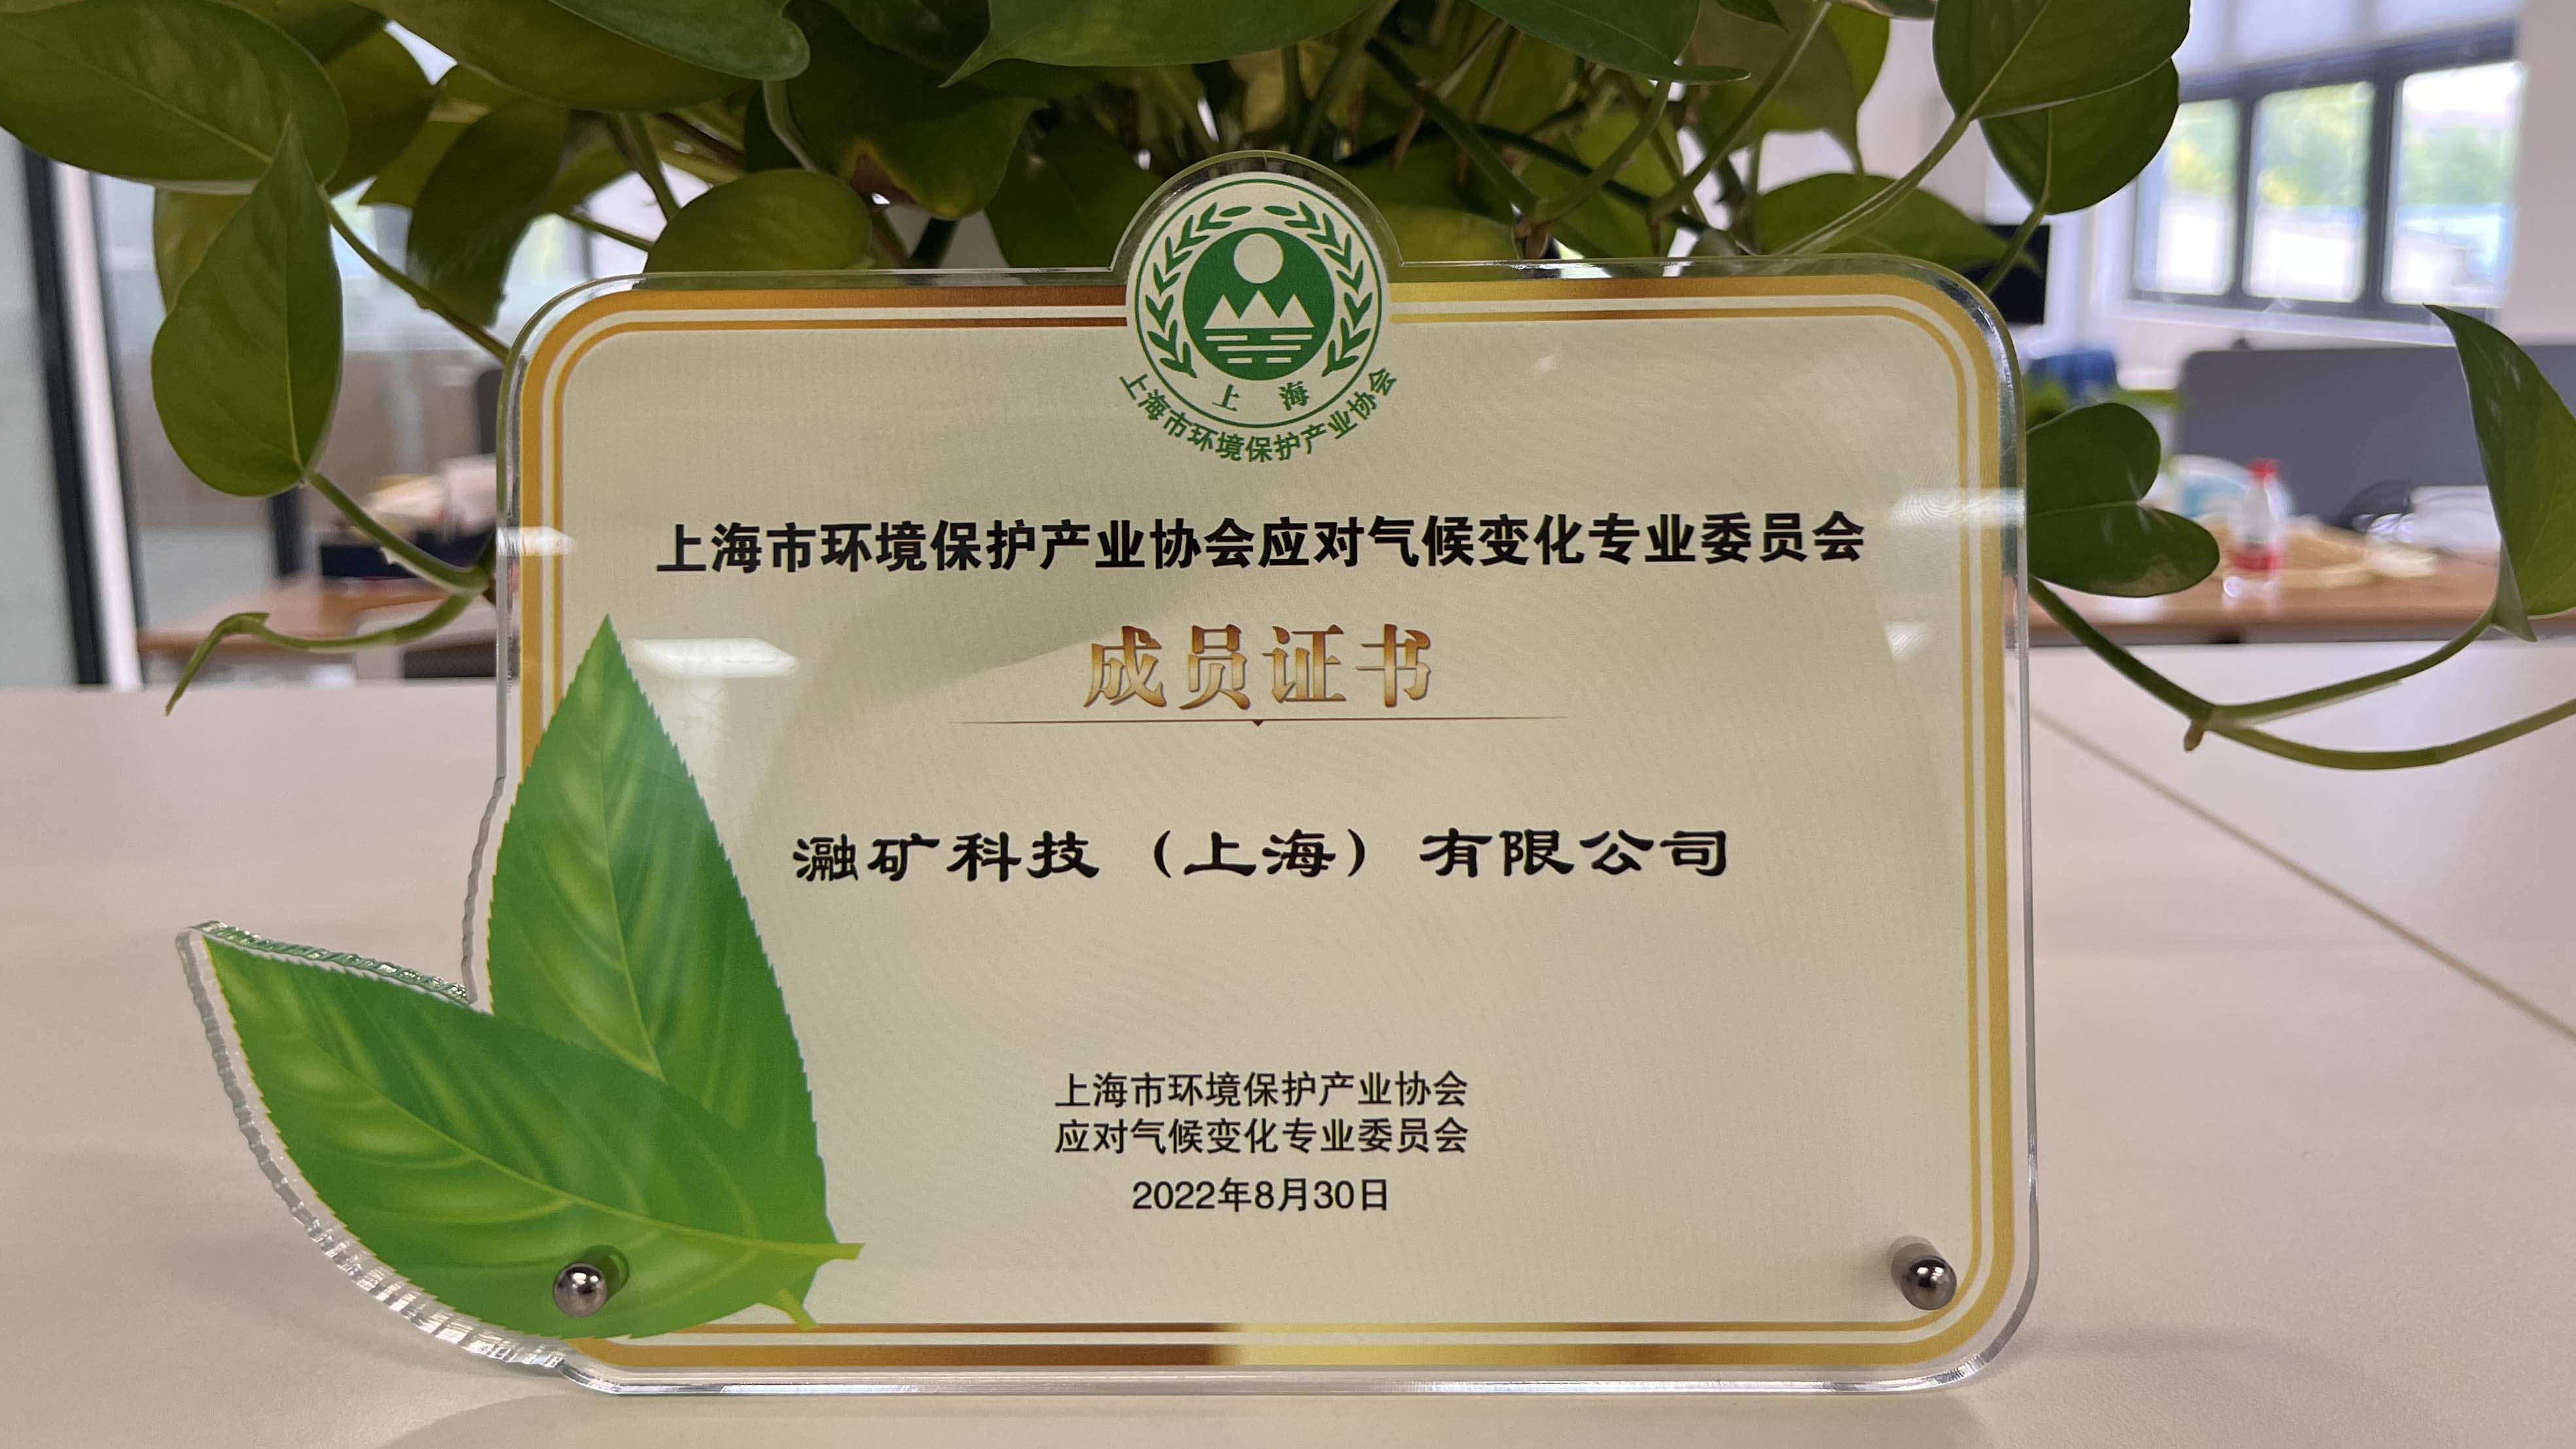 上 海
上海市环境保护产业协会
上海市环境保护产业协会应对气候变化专业委员会
成员证书
瀜矿科技（上海）有限公司
上海市环境保护产业协会
应对气候变化专业委员会
2022年8月30日